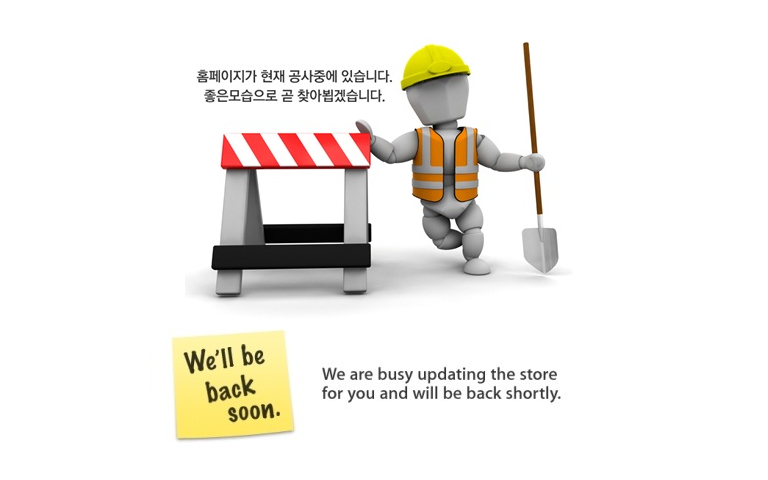 홈페이지가 현재 공사중에 있습니다.
좋은모습으로 곧 찾아뵙겠습니다.
We'll be
back
soon.
We are busy updating the store
for you and will be back shortly.